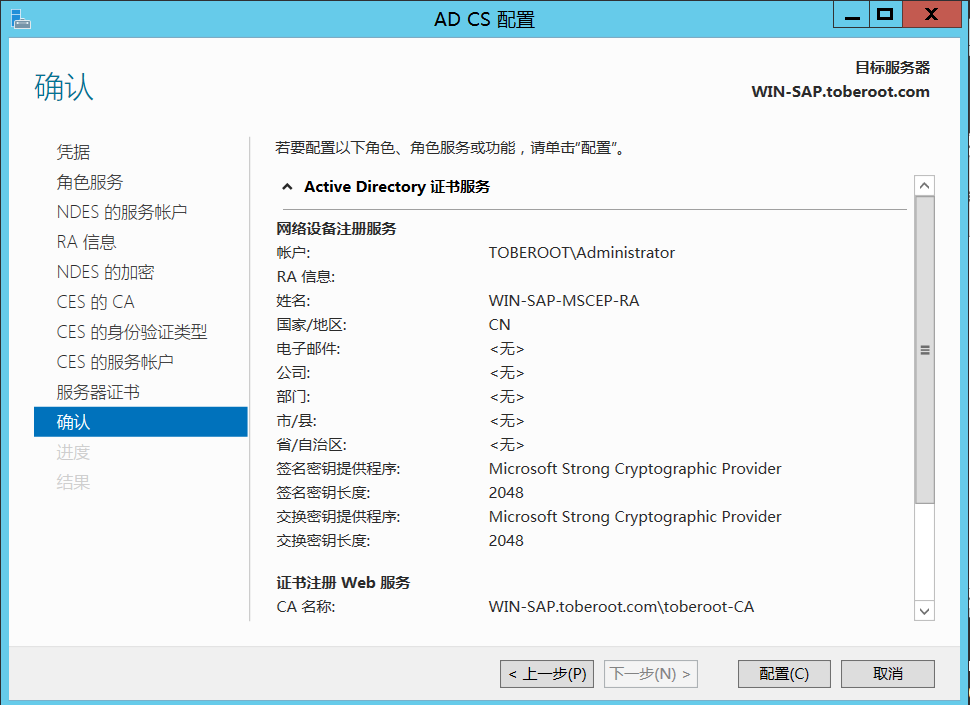 AD CS 配置
确认
目标服务器
WIN-SAP.toberoot.com
凭据
角色服务
NDES 的服务帐户
RA 信息
NDES 的加密
CES 的 CA
CES 的身份验证类型
CES 的服务帐户
服务器证书
确认
进度
结果
若要配置以下角色、角色服务或功能，请单击“配置”。
Active Directory 证书服务
网络设备注册服务
帐户: TOBEROOT\Administrator
RA 信息:
姓名: WIN-SAP-MSCEP-RA
国家/地区: CN
电子邮件: <无>
公司: <无>
部门: <无>
市/县: <无>
省/自治区: <无>
签名密钥提供程序: Microsoft Strong Cryptographic Provider
签名密钥长度: 2048
交换密钥提供程序: Microsoft Strong Cryptographic Provider
交换密钥长度: 2048
证书注册 Web 服务
CA 名称: WIN-SAP.toberoot.com\toberoot-CA
< 上一步(P) 下一步(N) > 配置(C) 取消